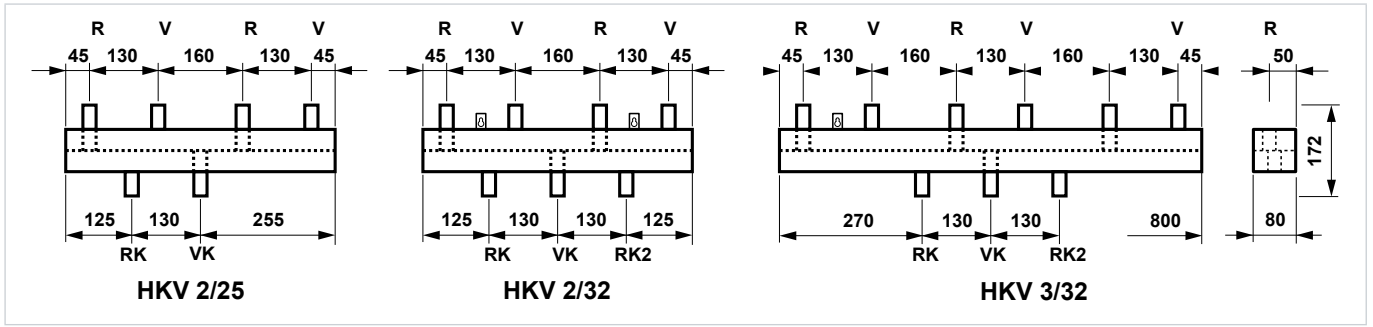 R V R V R V R V R V R V V R
45 130 160 130 45 45 130 160 130 45 45 130 160 130 160 130 45 50
172
125 130 255 125 130 130 125 270 130 130 800 80
RK VK RK VK RK2 RK VK RK2
HKV 2/25 HKV 2/32 HKV 3/32